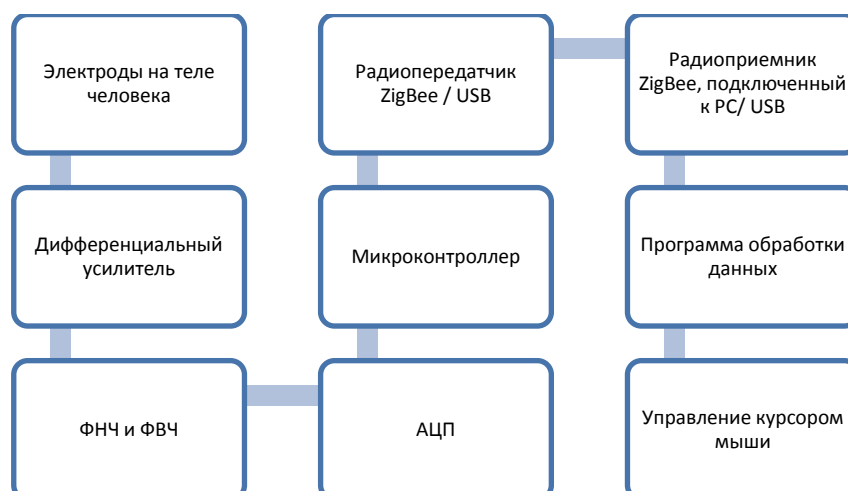 Электроды на теле
человека
Дифференциальный
усилитель
ФНЧ и ФВЧ
АЦП
Микроконтроллер
Радиопередатчик
ZigBee / USB
Радиоприемник
ZigBee, подключенный
к PC/ USB
Программа обработки
данных
Управление курсором
мыши